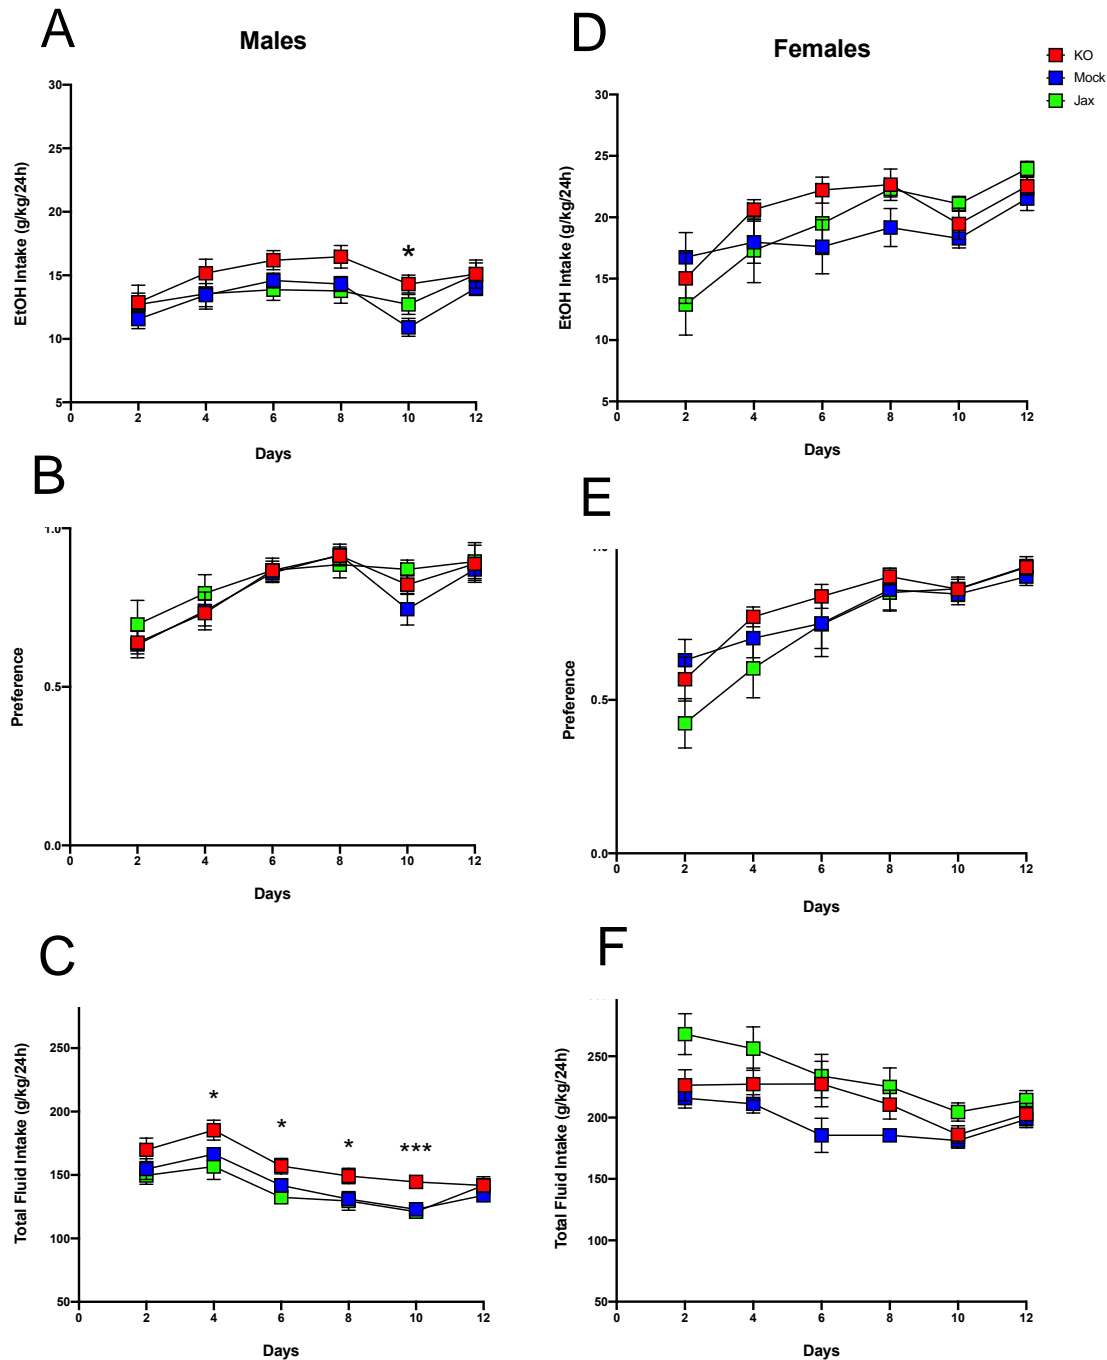 A
Males
EtOH Intake (g/kg/24h)
30
25
20
15
10
5
*
0 2 4 6 8 10 12
Days
B
Preference
1.0
0.5
0.0
0 2 4 6 8 10 12
Days
C
Total Fluid Intake (g/kg/24h)
250
200
150
100
50
* * * ***
0 2 4 6 8 10 12
Days
D
Females
KO
Mock
Jax
EtOH Intake (g/kg/24h)
30
25
20
15
10
5
0 2 4 6 8 10 12
Days
E
Preference
0.5
0.0
0 2 4 6 8 10 12
Days
F
Total Fluid Intake (g/kg/24h)
250
200
150
100
50
0 2 4 6 8 10 12
Days